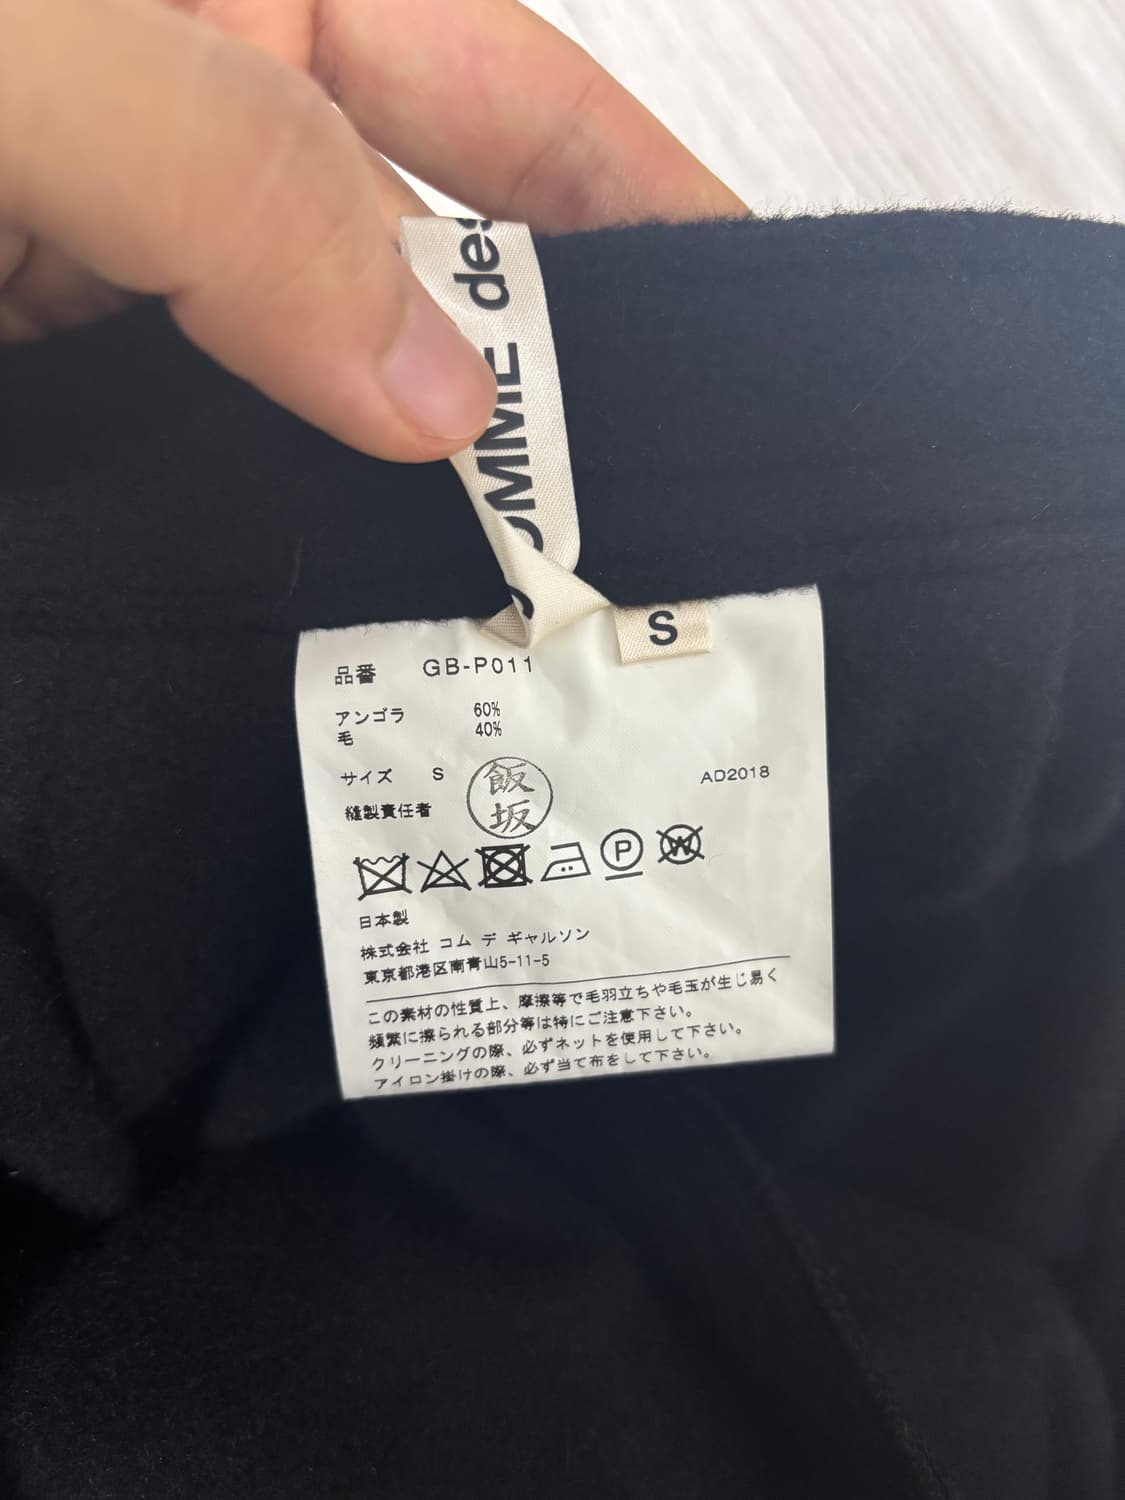 des
OMME
S
品番 GB-P011
アンゴラ 60%
毛 40%
サイズ S
AD2018
縫製責任者 飯坂
P
W
日本製
株式会社 コム デ ギャルソン
東京都港区南青山5-11-5
この素材の性質上、摩擦等で毛羽立ちや毛玉が生じ易く
頻繁に擦られる部分等は特にご注意下さい。
クリーニングの際、必ずネットを使用して下さい。
アイロン掛けの際、必ず当て布をして下さい。